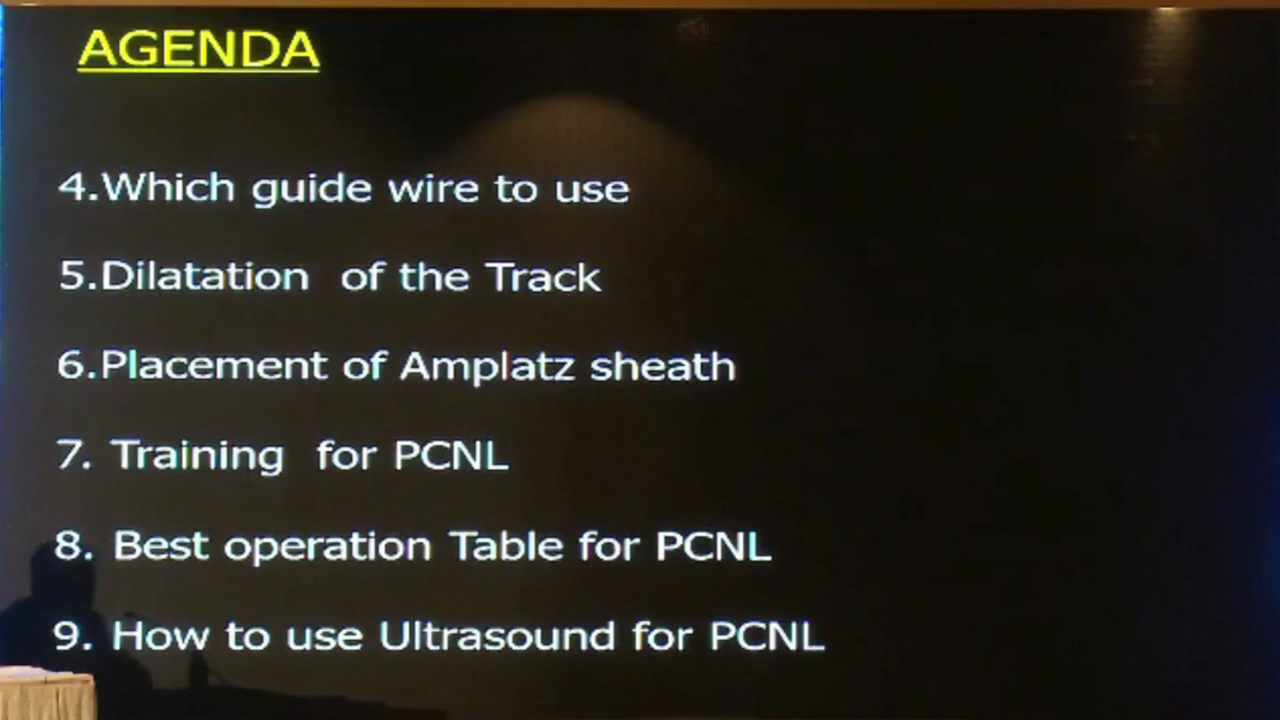 AGENDA
4.Which guide wire to use
5.Dilatation of the Track
6.Placement of Amplatz sheath
7. Training for PCNL
8. Best operation Table for PCNL
9. How to use Ultrasound for PCNL